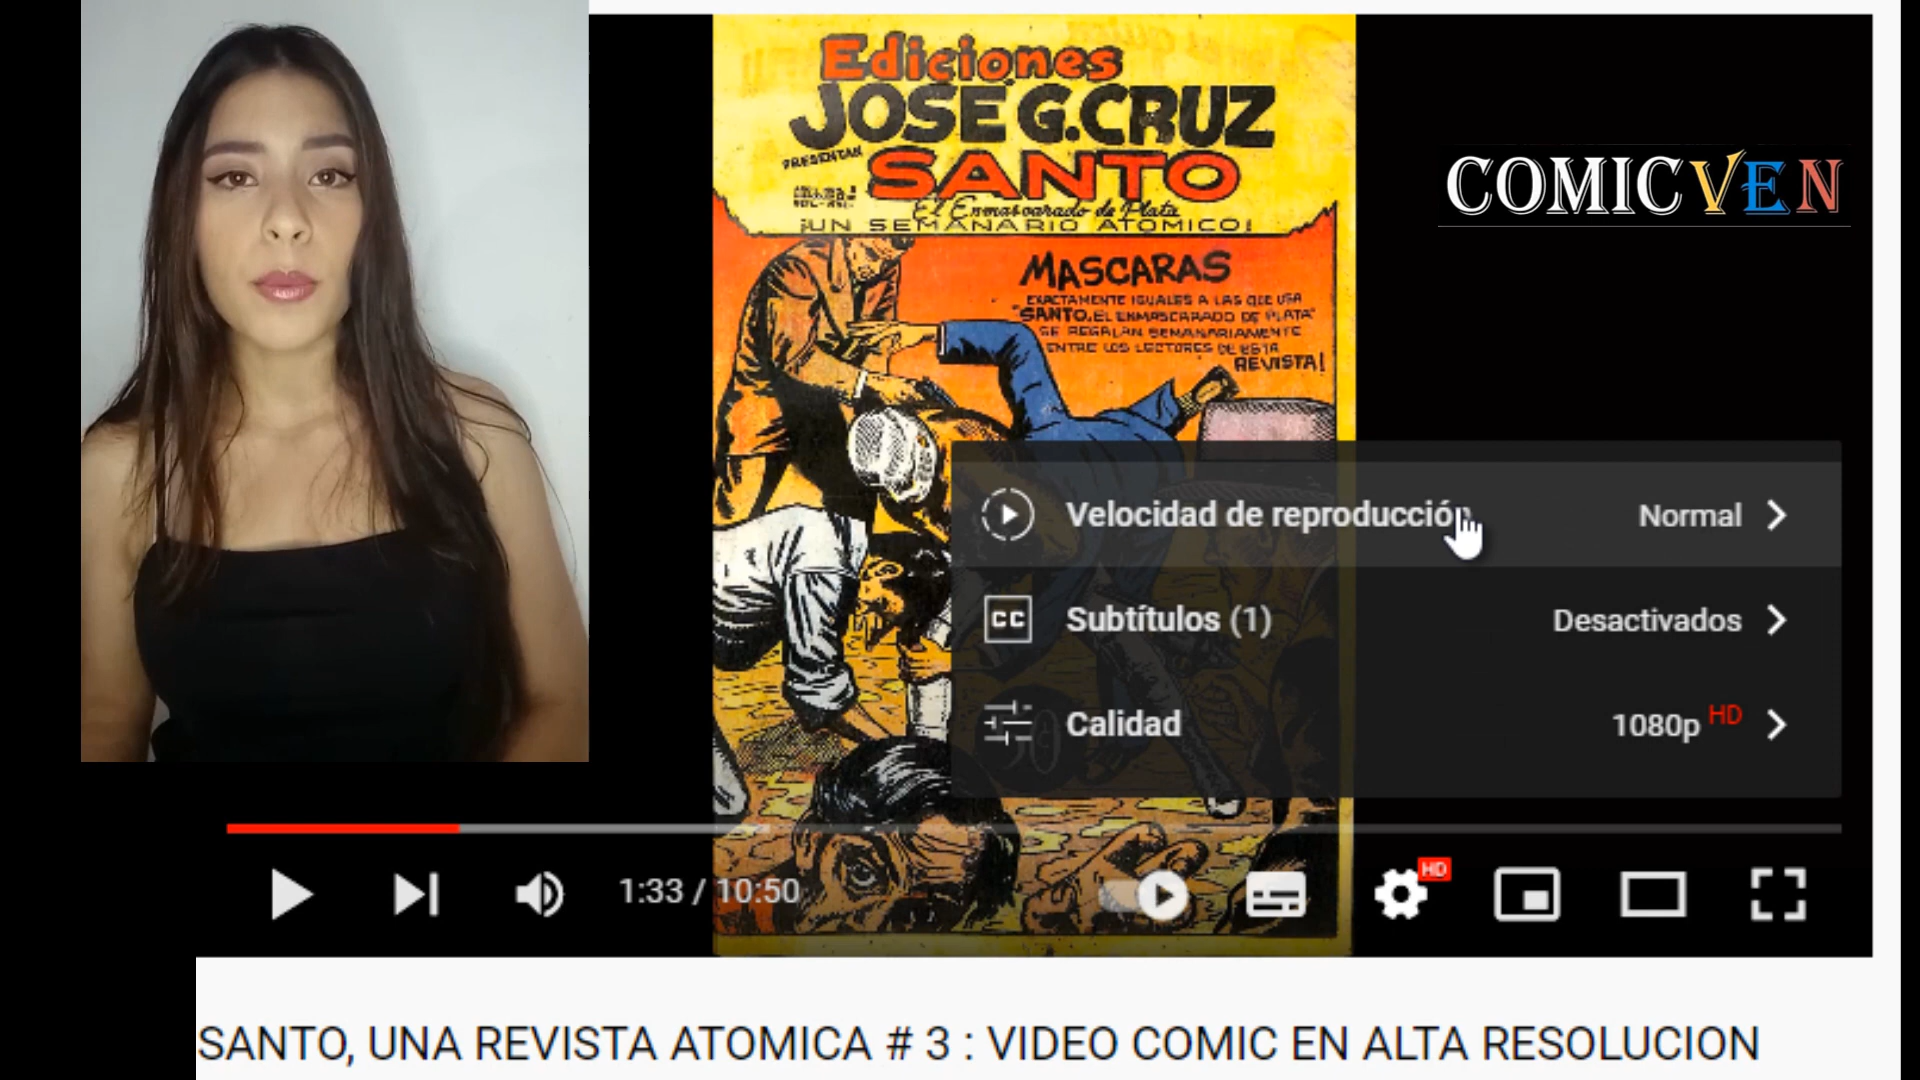 Ediciones
JOSE G. CRUZ
PRESENTAN
SANTO
El Enmascarado de Plata
¡UN SEMANARIO ATOMICO!
MASCARAS
EXACTAMENTE IGUALES A LAS QUE USA
"SANTO, EL ENMASCARADO DE PLATA"
SE REGALAN SEMANARIAMENTE
ENTRE LOS LECTORES DE ESTA
REVISTA!
COMICVEN
Velocidad de reproducción Normal
CC Subtítulos (1) Desactivados
Calidad 1080p HD
1:33 / 10:50
HD
SANTO, UNA REVISTA ATOMICA # 3 : VIDEO COMIC EN ALTA RESOLUCION